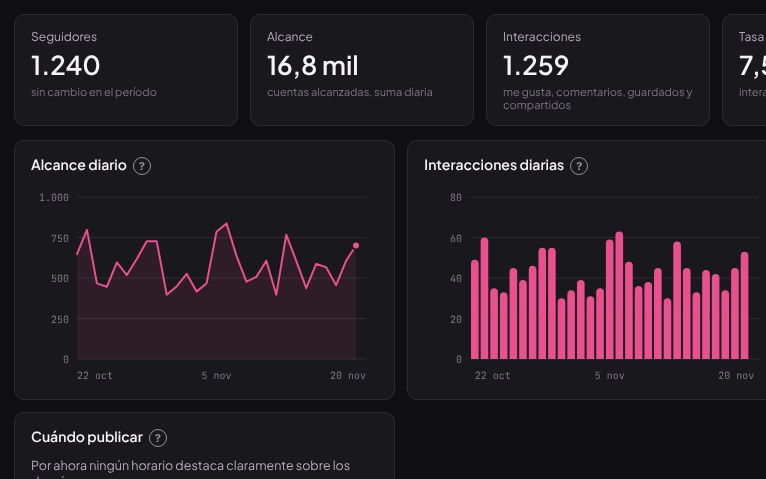 Seguidores
1.240
sin cambio en el período
Alcance
16,8 mil
cuentas alcanzadas, suma diaria
Interacciones
1.259
me gusta, comentarios, guardados y
compartidos
Tasa
Alcance diario ?
1.000
750
500
250
0
22 oct 5 nov 20 nov
Interacciones diarias ?
80
60
40
20
0
22 oct 5 nov 20 nov
Cuándo publicar ?
Por ahora ningún horario destaca claramente sobre los